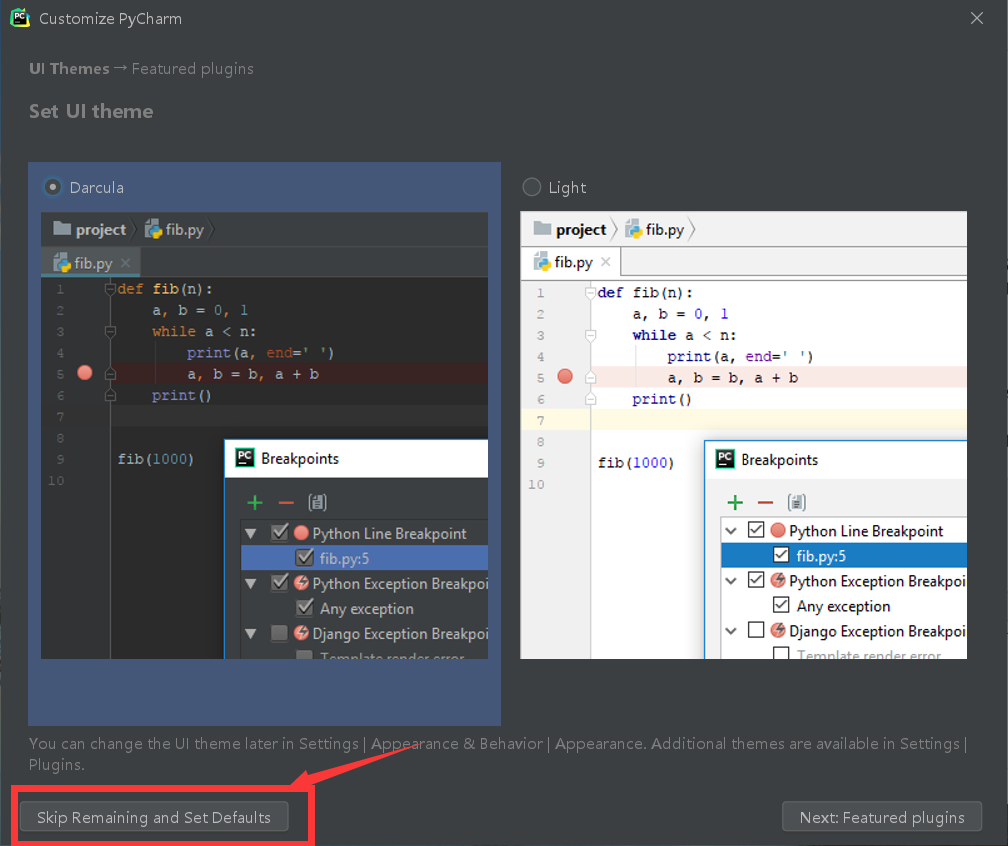 Customize PyCharm
UI Themes → Featured plugins
Set UI theme
Darcula
project fib.py
fib.py
1 def fib(n):
2 a, b = 0, 1
3 while a < n:
4 print(a, end=' ')
5 a, b = b, a + b
6 print()
7
8
9 fib(1000)
10
PC Breakpoints
Python Line Breakpoint
fib.py:5
Python Exception Breakpoi
Any exception
Django Exception Breakpoi
Template render error
Light
project fib.py
fib.py
1 def fib(n):
2 a, b = 0, 1
3 while a < n:
4 print(a, end=' ')
5 a, b = b, a + b
6 print()
7
8
9 fib(1000)
10
PC Breakpoints
Python Line Breakpoint
fib.py:5
Python Exception Breakpoi
Any exception
Django Exception Breakpoi
Template render error
You can change the UI theme later in Settings | Appearance & Behavior | Appearance. Additional themes are available in Settings |
Plugins.
Skip Remaining and Set Defaults
Next: Featured plugins